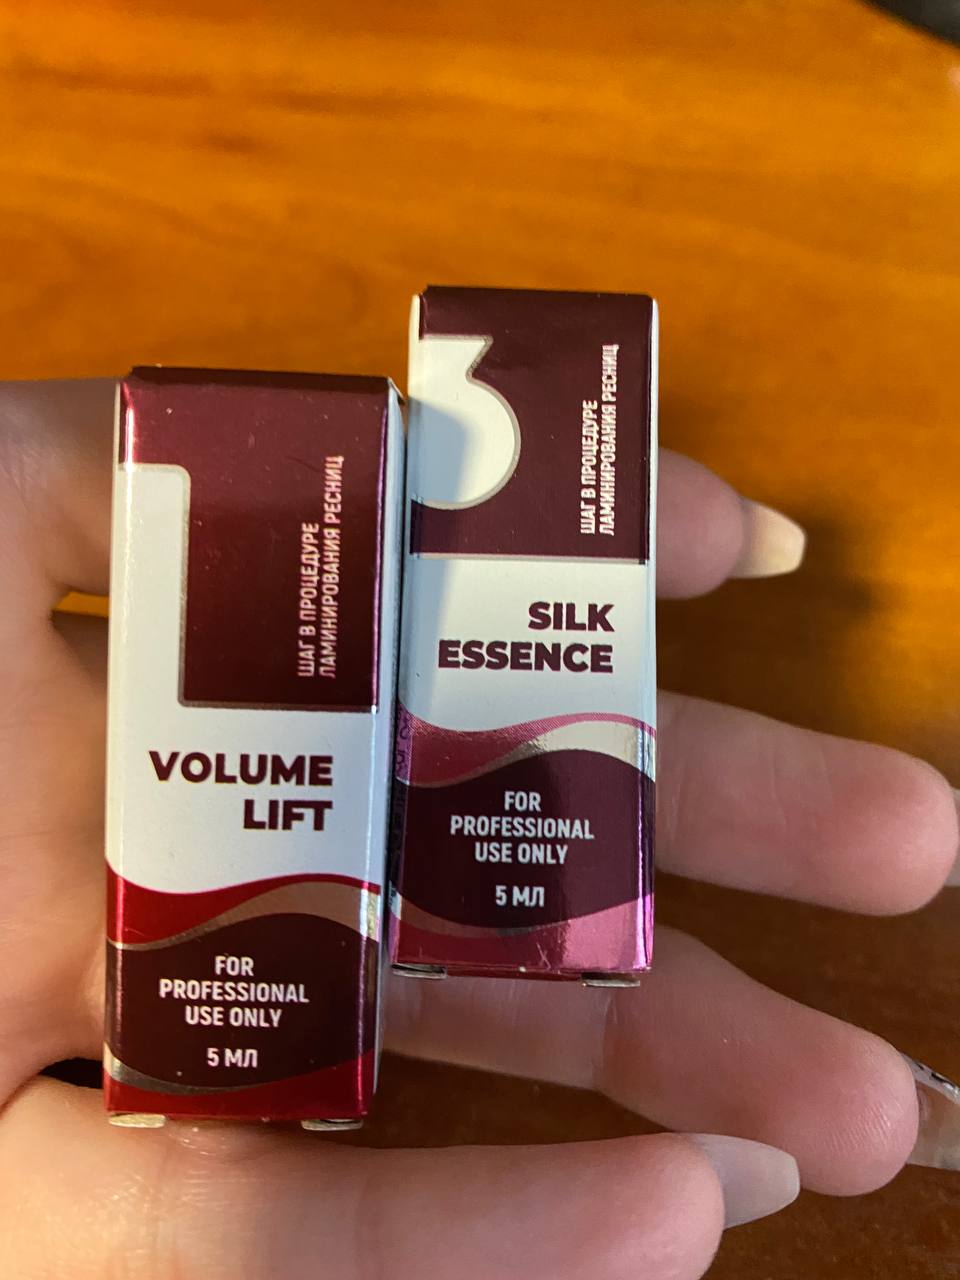 ШАГ В ПРОЦЕДУРЕ
ЛАМИНИРОВАНИЯ РЕСНИЦ
VOLUME
LIFT
FOR
PROFESSIONAL
USE ONLY
5 МЛ
3
ШАГ В ПРОЦЕДУРЕ
ЛАМИНИРОВАНИЯ РЕСНИЦ
SILK
ESSENCE
FOR
PROFESSIONAL
USE ONLY
5 МЛ